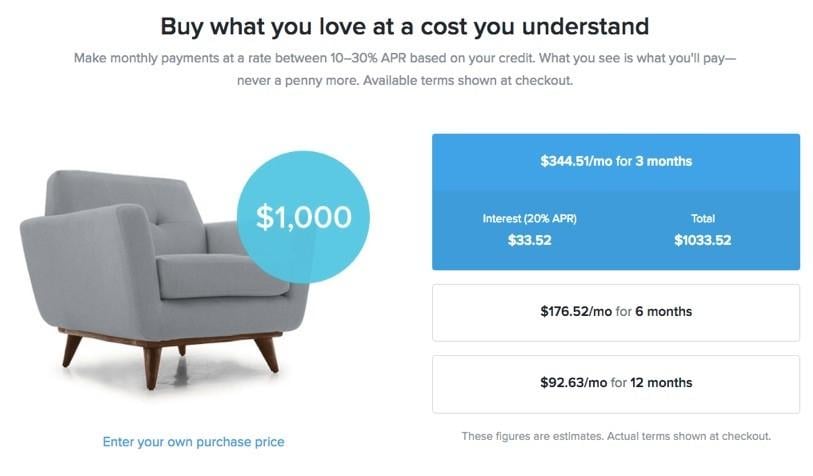 Buy what you love at a cost you understand
Make monthly payments at a rate between 10–30% APR based on your credit. What you see is what you'll pay—
never a penny more. Available terms shown at checkout.
$1,000
$344.51/mo for 3 months
Interest (20% APR) Total
$33.52 $1033.52
$176.52/mo for 6 months
$92.63/mo for 12 months
Enter your own purchase price
These figures are estimates. Actual terms shown at checkout.